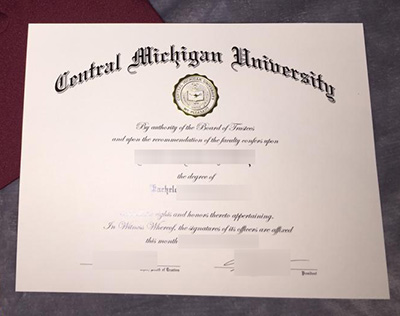 Central Michigan University
By authority of the Board of Trustees
and upon the recommendation of the faculty confers upon
the degree of
rights and honors thereto appertaining.
In Witness Whereof, the signatures of its officers are affixed
this month
of Trustees
President